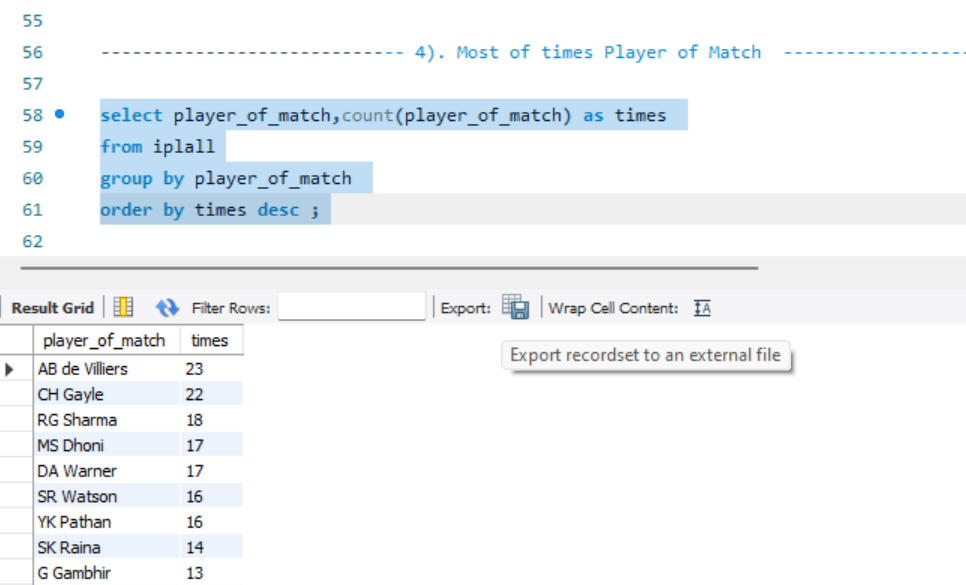 55
56 ----------------------------- 4). Most of times Player of Match ------------------
57
58 select player_of_match,count(player_of_match) as times
59 from iplall
60 group by player_of_match
61 order by times desc ;
62
Result Grid Filter Rows: Export: Wrap Cell Content:
player_of_match times
Export recordset to an external file
AB de Villiers 23
CH Gayle 22
RG Sharma 18
MS Dhoni 17
DA Warner 17
SR Watson 16
YK Pathan 16
SK Raina 14
G Gambhir 13